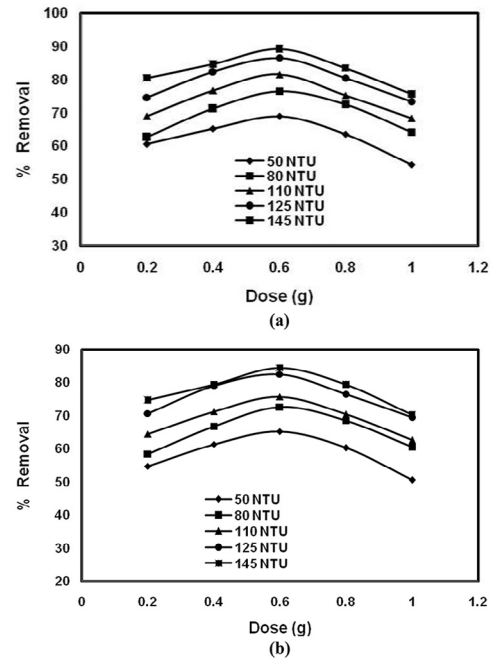 100
90
80
70
60
50
40
30
% Removal
50 NTU
80 NTU
110 NTU
125 NTU
145 NTU
0 0.2 0.4 0.6 0.8 1 1.2
Dose (g)
(a)
90
80
70
60
50
40
30
20
% Removal
50 NTU
80 NTU
110 NTU
125 NTU
145 NTU
0 0.2 0.4 0.6 0.8 1 1.2
Dose (g)
(b)